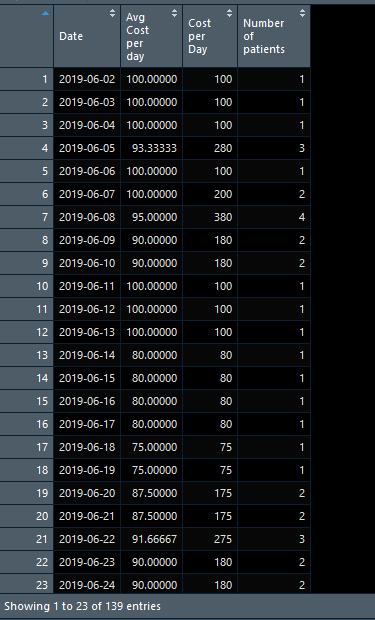 Date Avg Cost per day Cost per Day Number of patients
1 2019-06-02 100.00000 100 1
2 2019-06-03 100.00000 100 1
3 2019-06-04 100.00000 100 1
4 2019-06-05 93.33333 280 3
5 2019-06-06 100.00000 100 1
6 2019-06-07 100.00000 200 2
7 2019-06-08 95.00000 380 4
8 2019-06-09 90.00000 180 2
9 2019-06-10 90.00000 180 2
10 2019-06-11 100.00000 100 1
11 2019-06-12 100.00000 100 1
12 2019-06-13 100.00000 100 1
13 2019-06-14 80.00000 80 1
14 2019-06-15 80.00000 80 1
15 2019-06-16 80.00000 80 1
16 2019-06-17 80.00000 80 1
17 2019-06-18 75.00000 75 1
18 2019-06-19 75.00000 75 1
19 2019-06-20 87.50000 175 2
20 2019-06-21 87.50000 175 2
21 2019-06-22 91.66667 275 3
22 2019-06-23 90.00000 180 2
23 2019-06-24 90.00000 180 2
Showing 1 to 23 of 139 entries